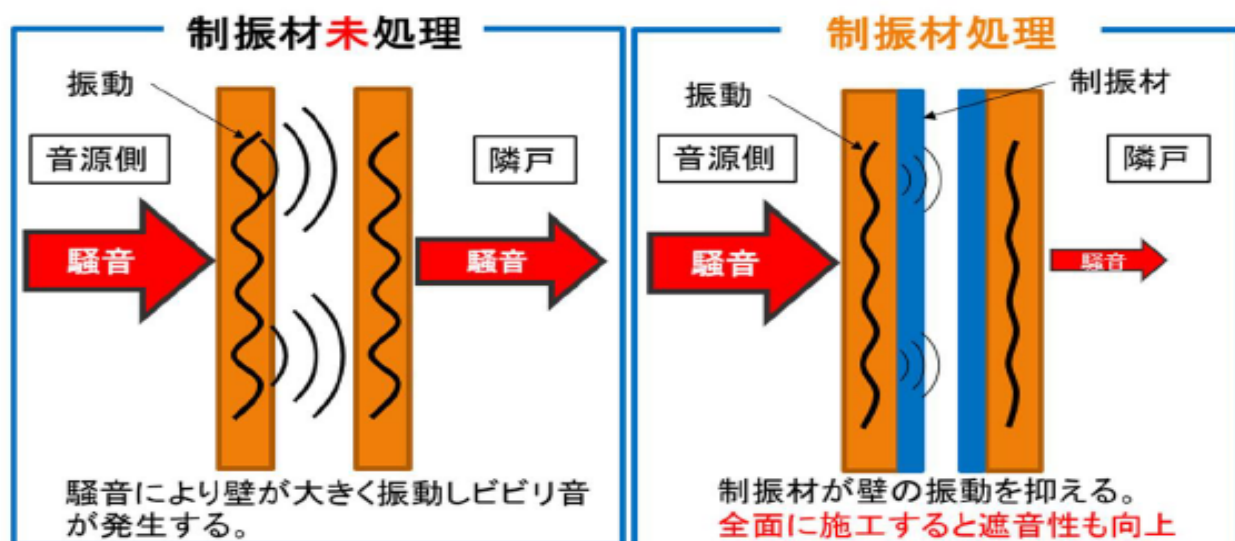 制振材未処理
振動
音源側
隣戸
騒音
騒音
騒音により壁が大きく振動しビビリ音
が発生する。
制振材処理
制振材
振動
音源側
隣戸
騒音
騒音
制振材が壁の振動を抑える。
全面に施工すると遮音性も向上